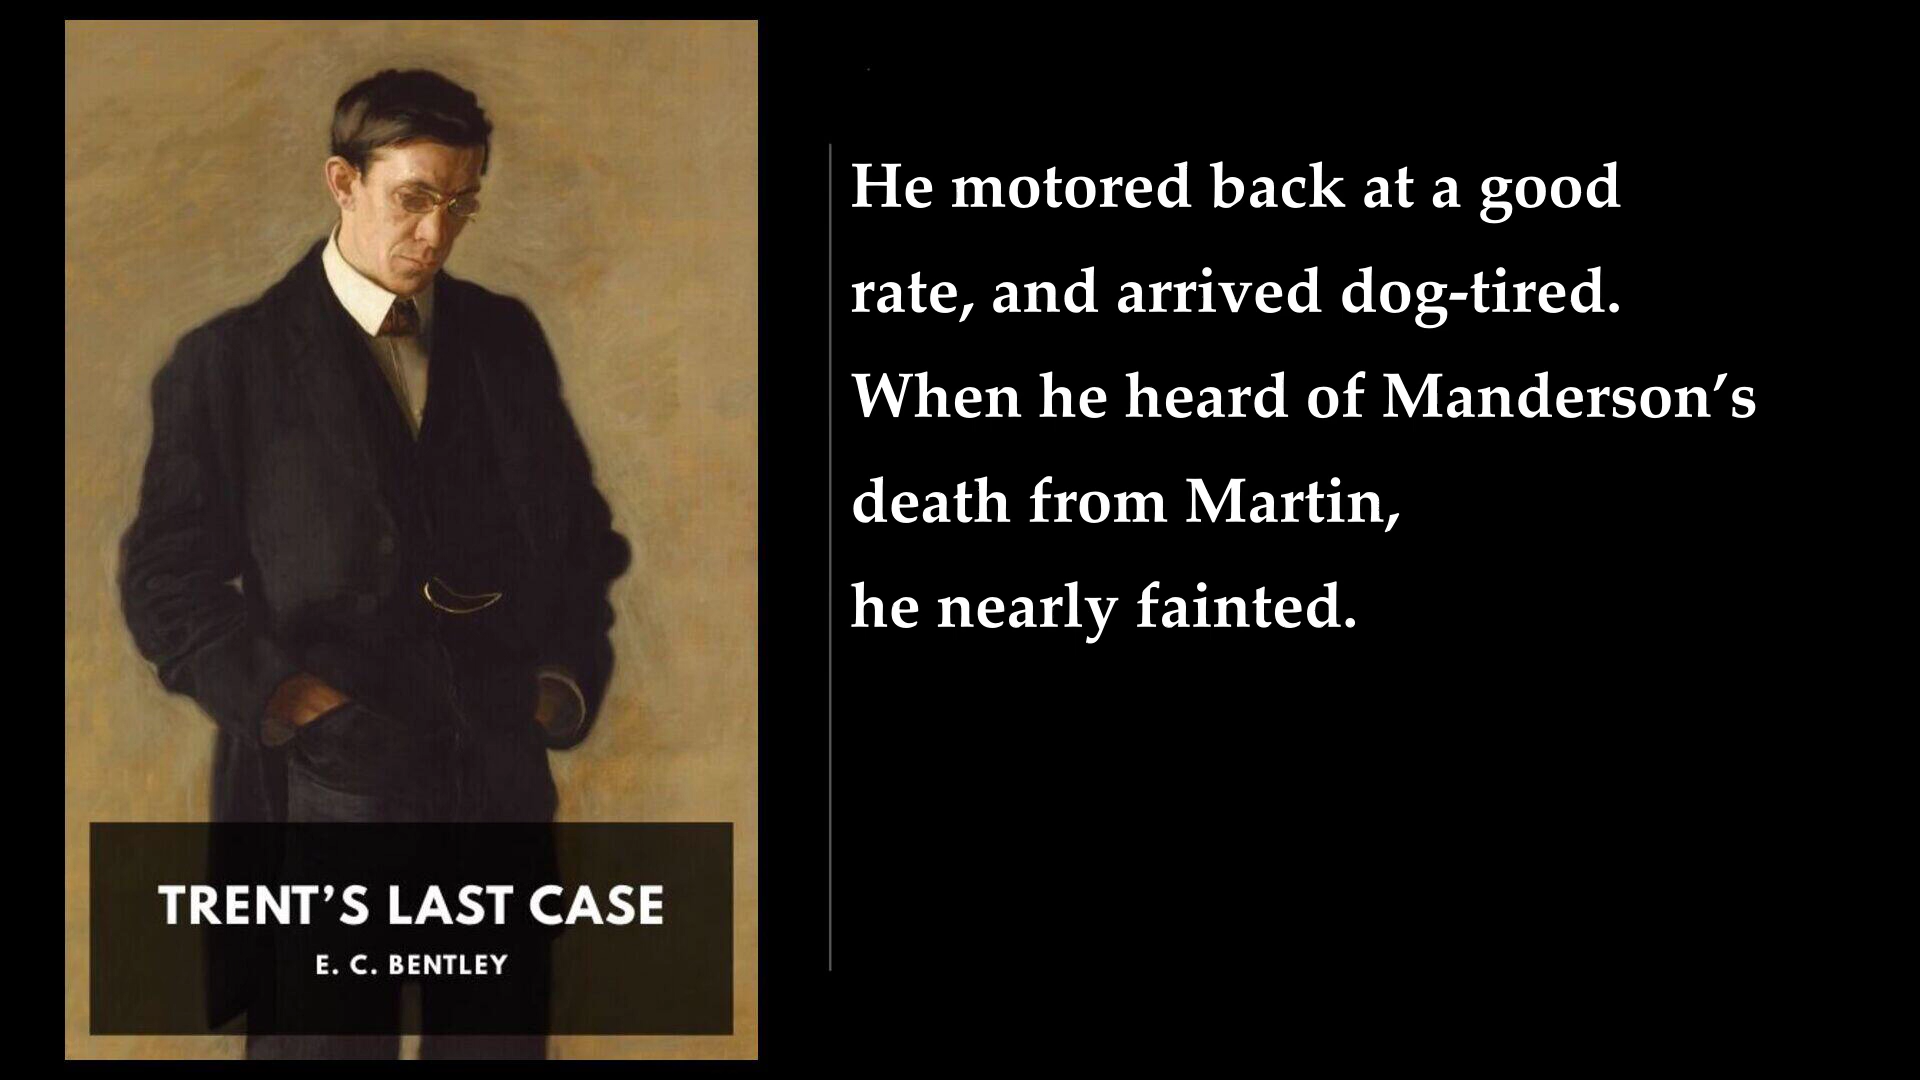 He motored back at a good
rate, and arrived dog-tired.
When he heard of Manderson’s
death from Martin,
he nearly fainted.
TRENT’S LAST CASE
E. C. BENTLEY